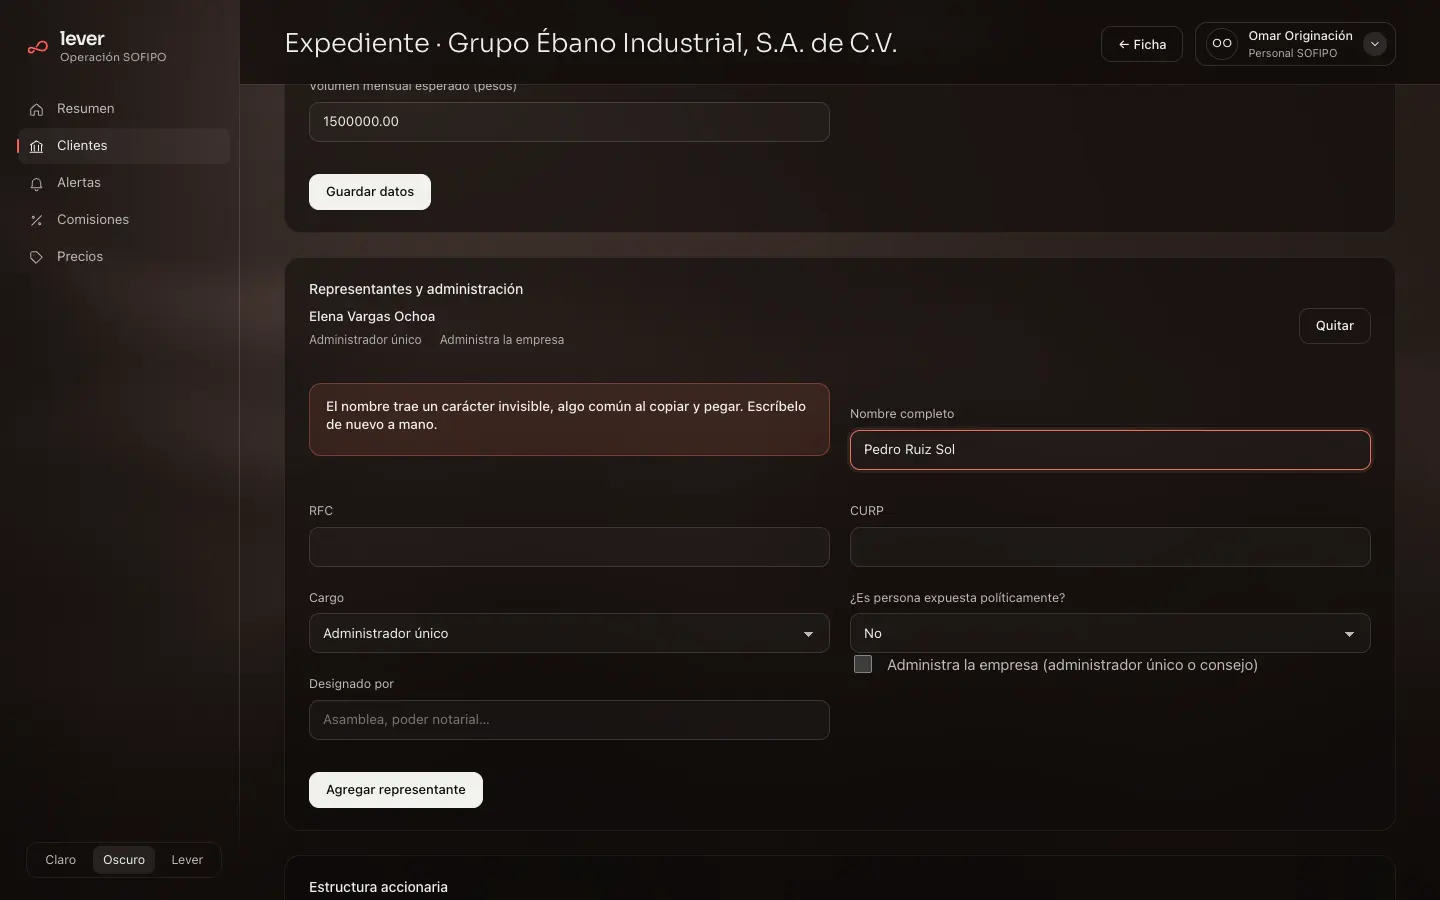 lever
Operación SOFIPO
Resumen
Clientes
Alertas
Comisiones
Precios
Claro
Oscuro
Lever
Expediente · Grupo Ébano Industrial, S.A. de C.V.
← Ficha
OO
Omar Originación
Personal SOFIPO
Volumen mensual esperado (pesos)
1500000.00
Guardar datos
Representantes y administración
Elena Vargas Ochoa
Administrador único
Administra la empresa
Quitar
El nombre trae un carácter invisible, algo común al copiar y pegar. Escríbelo
de nuevo a mano.
Nombre completo
Pedro Ruiz Sol
RFC
CURP
Cargo
Administrador único
¿Es persona expuesta políticamente?
No
Administra la empresa (administrador único o consejo)
Designado por
Asamblea, poder notarial...
Agregar representante
Estructura accionaria